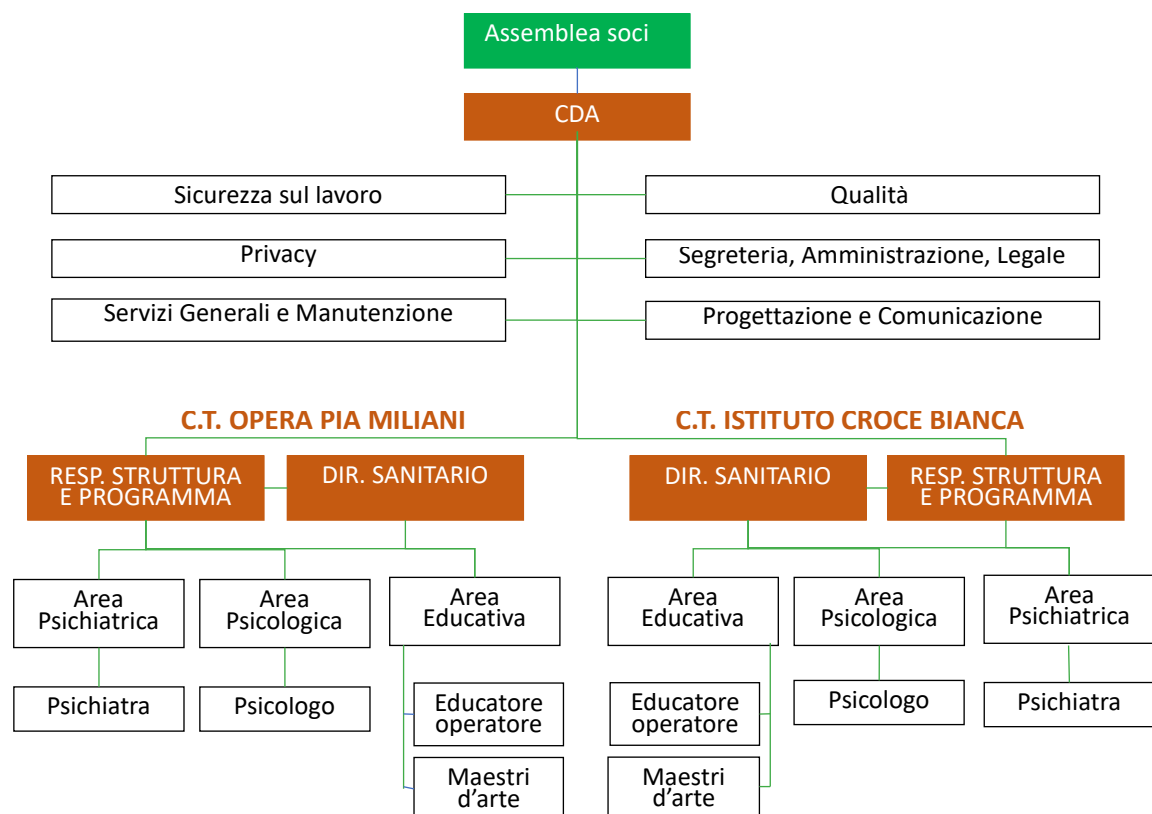 Assemblea soci
CDA
Sicurezza sul lavoro
Qualità
Privacy
Segreteria, Amministrazione, Legale
Servizi Generali e Manutenzione
Progettazione e Comunicazione
C.T. OPERA PIA MILIANI
C.T. ISTITUTO CROCE BIANCA
RESP. STRUTTURA
E PROGRAMMA
DIR. SANITARIO
DIR. SANITARIO
RESP. STRUTTURA
E PROGRAMMA
Area
Psichiatrica
Area
Psicologica
Area
Educativa
Area
Educativa
Area
Psicologica
Area
Psichiatrica
Psichiatra
Psicologo
Educatore
operatore
Educatore
operatore
Psicologo
Psichiatra
Maestri
d’arte
Maestri
d’arte